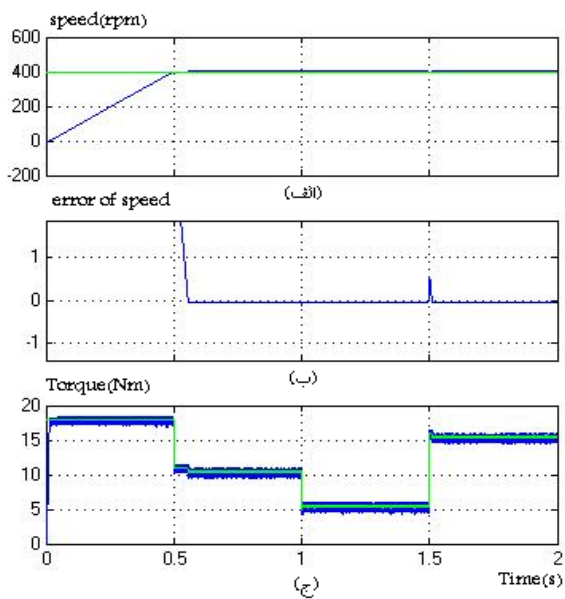 speed(rpm)
600
400
200
0
-200
(الف)
error of speed
1
0
-1
(ب)
Torque(Nm)
20
15
10
5
0
0 0.5 1 1.5 2
Time(s)
(ج)